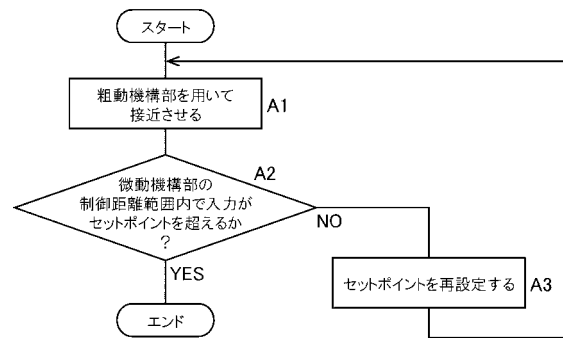 スタート
粗動機構部を用いて
接近させる
A1
A2
微動機構部の
制御距離範囲内で入力が
セットポイントを超えるか
?
NO
YES
セットポイントを再設定する
A3
エンド